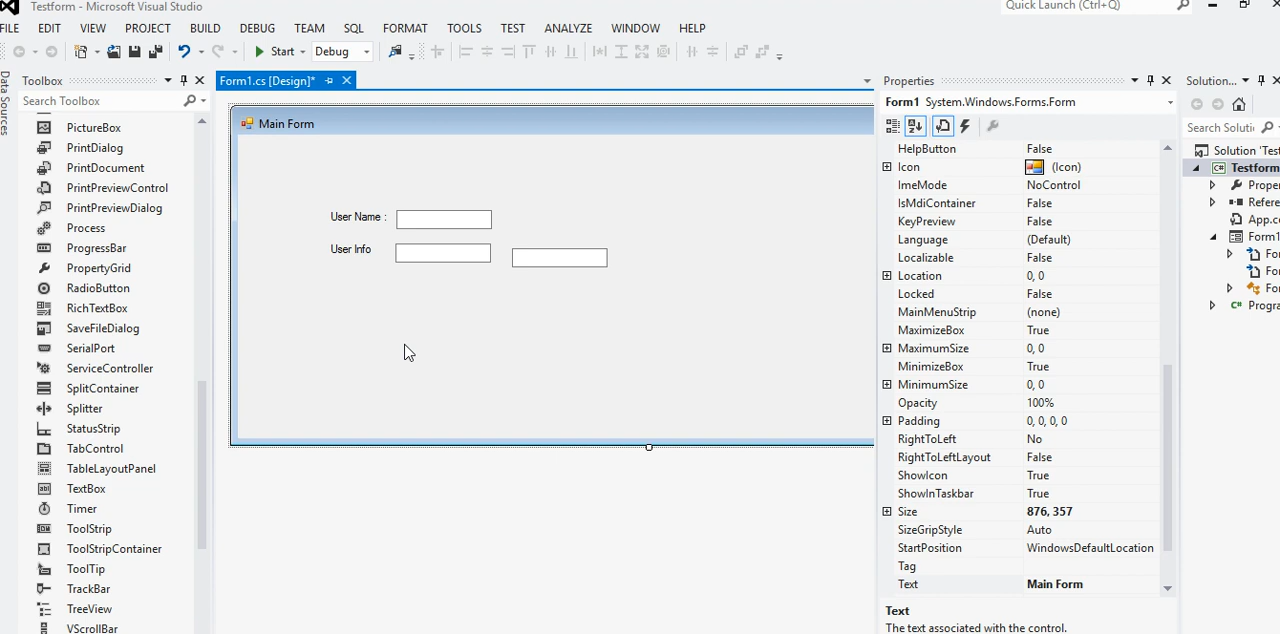 Testform - Microsoft Visual Studio
Quick Launch (Ctrl+Q)
FILE EDIT VIEW PROJECT BUILD DEBUG TEAM SQL FORMAT TOOLS TEST ANALYZE WINDOW HELP
Start Debug
Data Sources
Toolbox
Search Toolbox
PictureBox
PrintDialog
PrintDocument
PrintPreviewControl
PrintPreviewDialog
Process
ProgressBar
PropertyGrid
RadioButton
RichTextBox
SaveFileDialog
SerialPort
ServiceController
SplitContainer
Splitter
StatusStrip
TabControl
TableLayoutPanel
TextBox
Timer
ToolStrip
ToolStripContainer
ToolTip
TrackBar
TreeView
VScrollBar
Form1.cs [Design]*
Main Form
User Name :
User Info
Properties
Form1 System.Windows.Forms.Form
HelpButton False
Icon (Icon)
ImeMode NoControl
IsMdiContainer False
KeyPreview False
Language (Default)
Localizable False
Location 0, 0
Locked False
MainMenuStrip (none)
MaximizeBox True
MaximumSize 0, 0
MinimizeBox True
MinimumSize 0, 0
Opacity 100%
Padding 0, 0, 0, 0
RightToLeft No
RightToLeftLayout False
ShowIcon True
ShowInTaskbar True
Size 876, 357
SizeGripStyle Auto
StartPosition WindowsDefaultLocation
Tag
Text Main Form
Text
The text associated with the control.
Solution...
Search Soluti
Solution 'Test
Testform
Proper
Refere
App.co
Form1
For
For
For
Progra